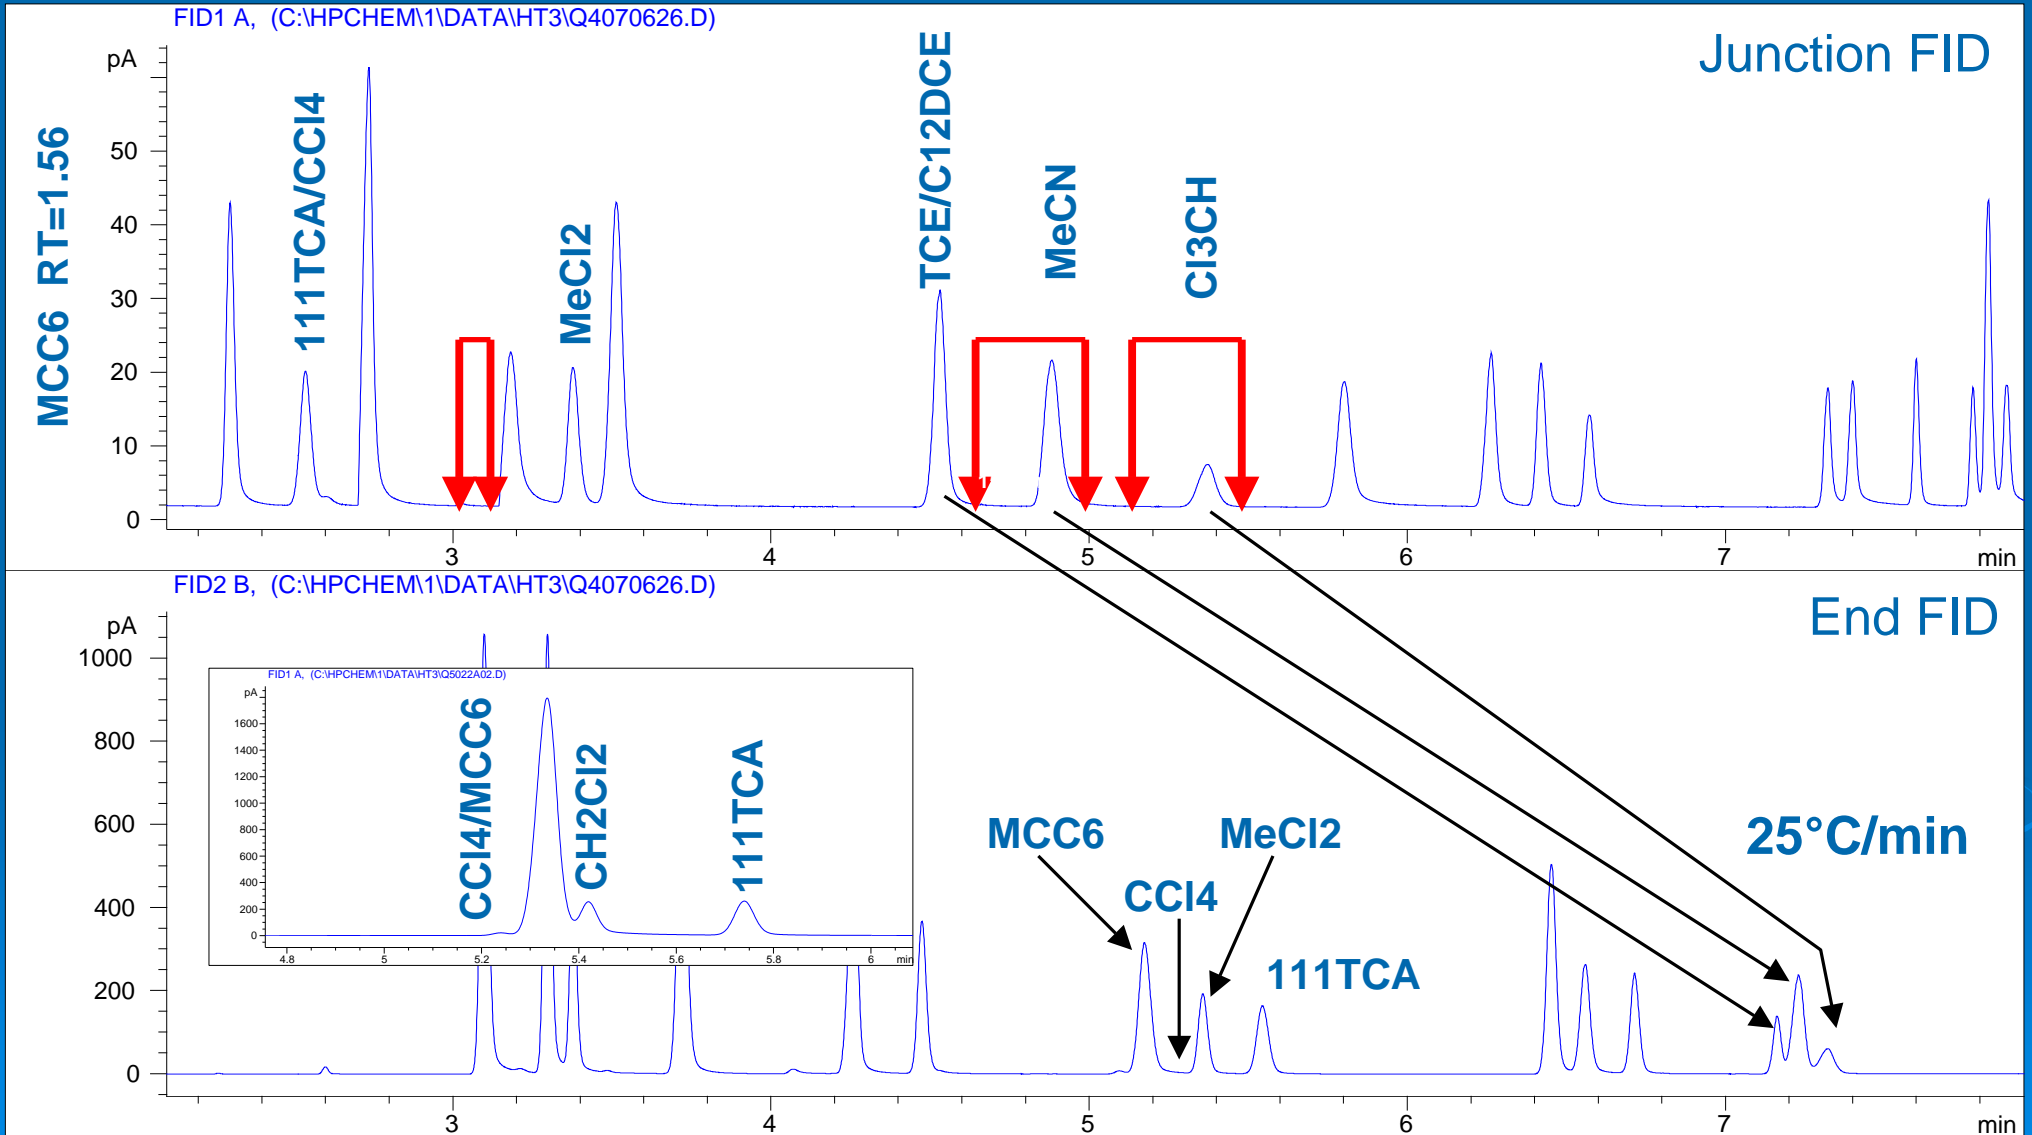 FID1 A,  (C:\HPCHEM\1\DATA\HT3\Q4070626.D)
Junction FID
pA
50
40
30
20
10
0
MCC6  RT=1.56
111TCA/CCl4
MeCl2
TCE/C12DCE
MeCN
Cl3CH
3
4
5
6
7
min
FID2 B,  (C:\HPCHEM\1\DATA\HT3\Q4070626.D)
End FID
pA
1000
800
600
400
200
0
FID1 A,  (C:\HPCHEM\1\DATA\HT3\Q5022A02.D)
pA
1600
1400
1200
1000
800
600
400
200
0
CCl4/MCC6
CH2Cl2
111TCA
4.8
5
5.2
5.4
5.6
5.8
6
min
MCC6
CCl4
MeCl2
111TCA
25°C/min
3
4
5
6
7
min